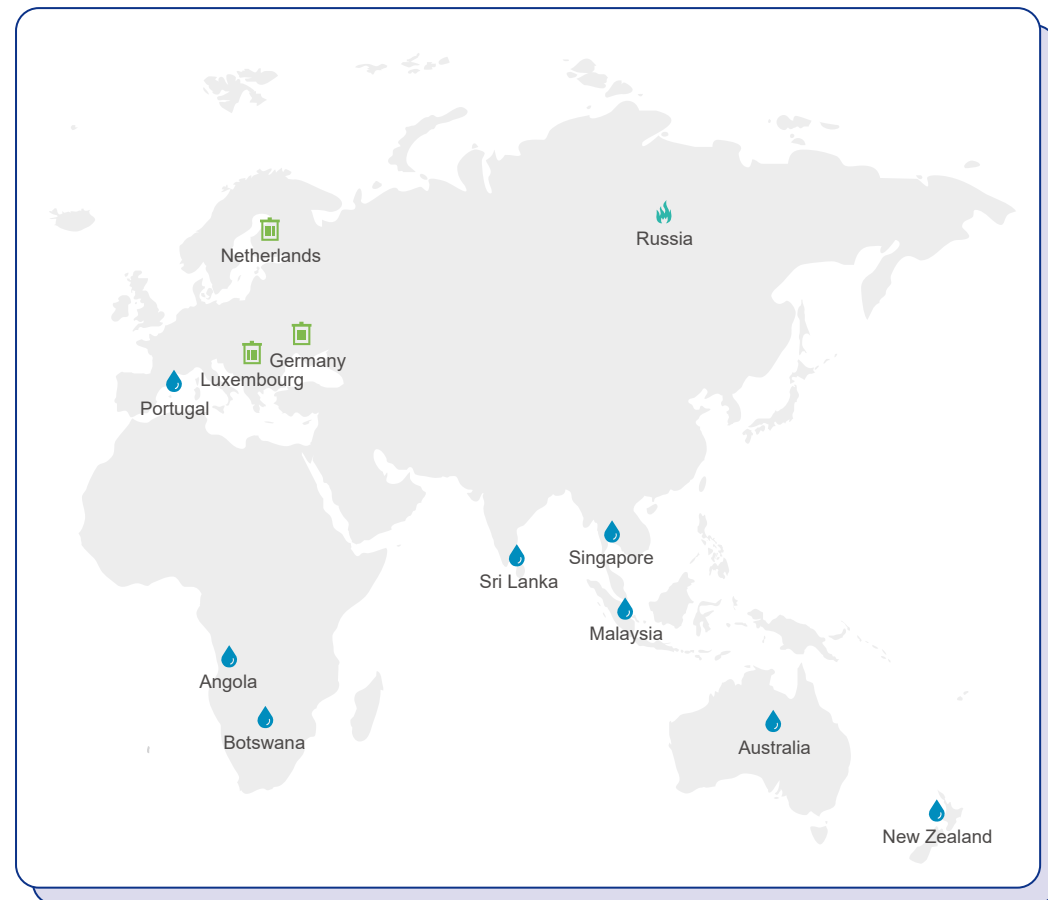 Russia
Netherlands
Germany
Luxembourg
Portugal
Singapore
Sri Lanka
Malaysia
Angola
Botswana
Australia
New Zealand